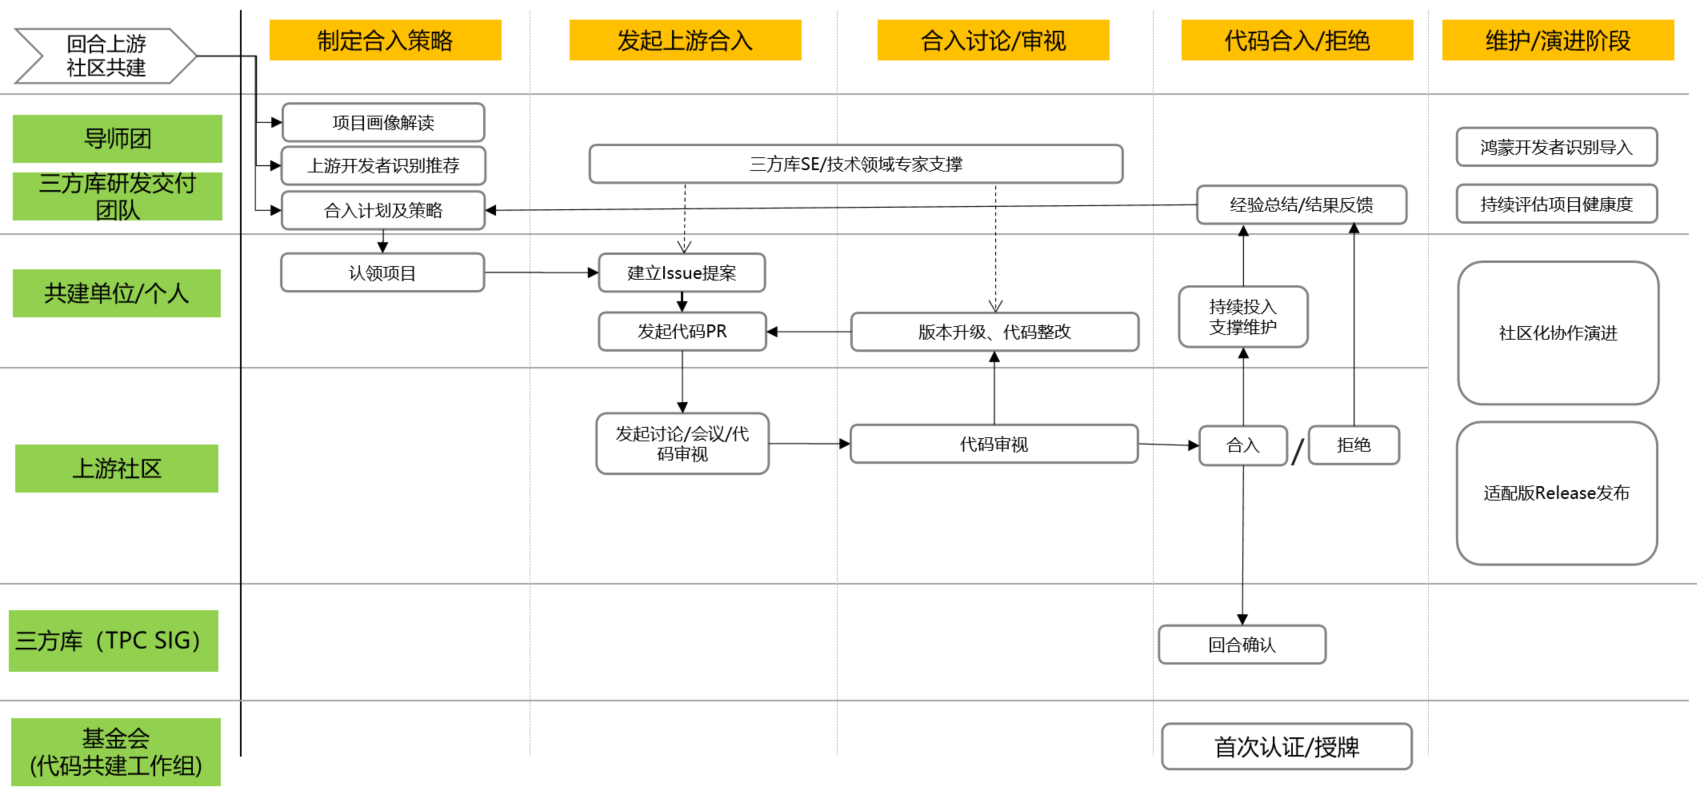 回合上游
社区共建
制定合入策略
发起上游合入
合入讨论/审视
代码合入/拒绝
维护/演进阶段
导师团
三方库研发交付
团队
项目画像解读
上游开发者识别推荐
合入计划及策略
三方库SE/技术领域专家支撑
经验总结/结果反馈
鸿蒙开发者识别导入
持续评估项目健康度
共建单位/个人
认领项目
建立Issue提案
发起代码PR
版本升级、代码整改
持续投入
支撑维护
社区化协作演进
上游社区
发起讨论/会议/代
码审视
代码审视
合入
/
拒绝
适配版Release发布
三方库（TPC SIG）
回合确认
基金会
(代码共建工作组)
首次认证/授牌